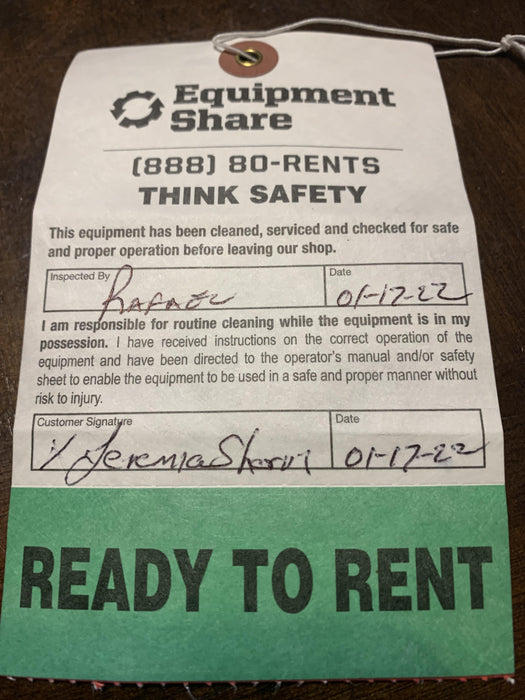 Equipment
Share
(888) 80-RENTS
THINK SAFETY
This equipment has been cleaned, serviced and checked for safe
and proper operation before leaving our shop.
Inspected By
Rafael
Date
01-17-22
I am responsible for routine cleaning while the equipment is in my
possession. I have received instructions on the correct operation of the
equipment and have been directed to the operator's manual and/or safety
sheet to enable the equipment to be used in a safe and proper manner without
risk to injury.
Customer Signature
Jeremia
Date
01-17-22
READY TO RENT